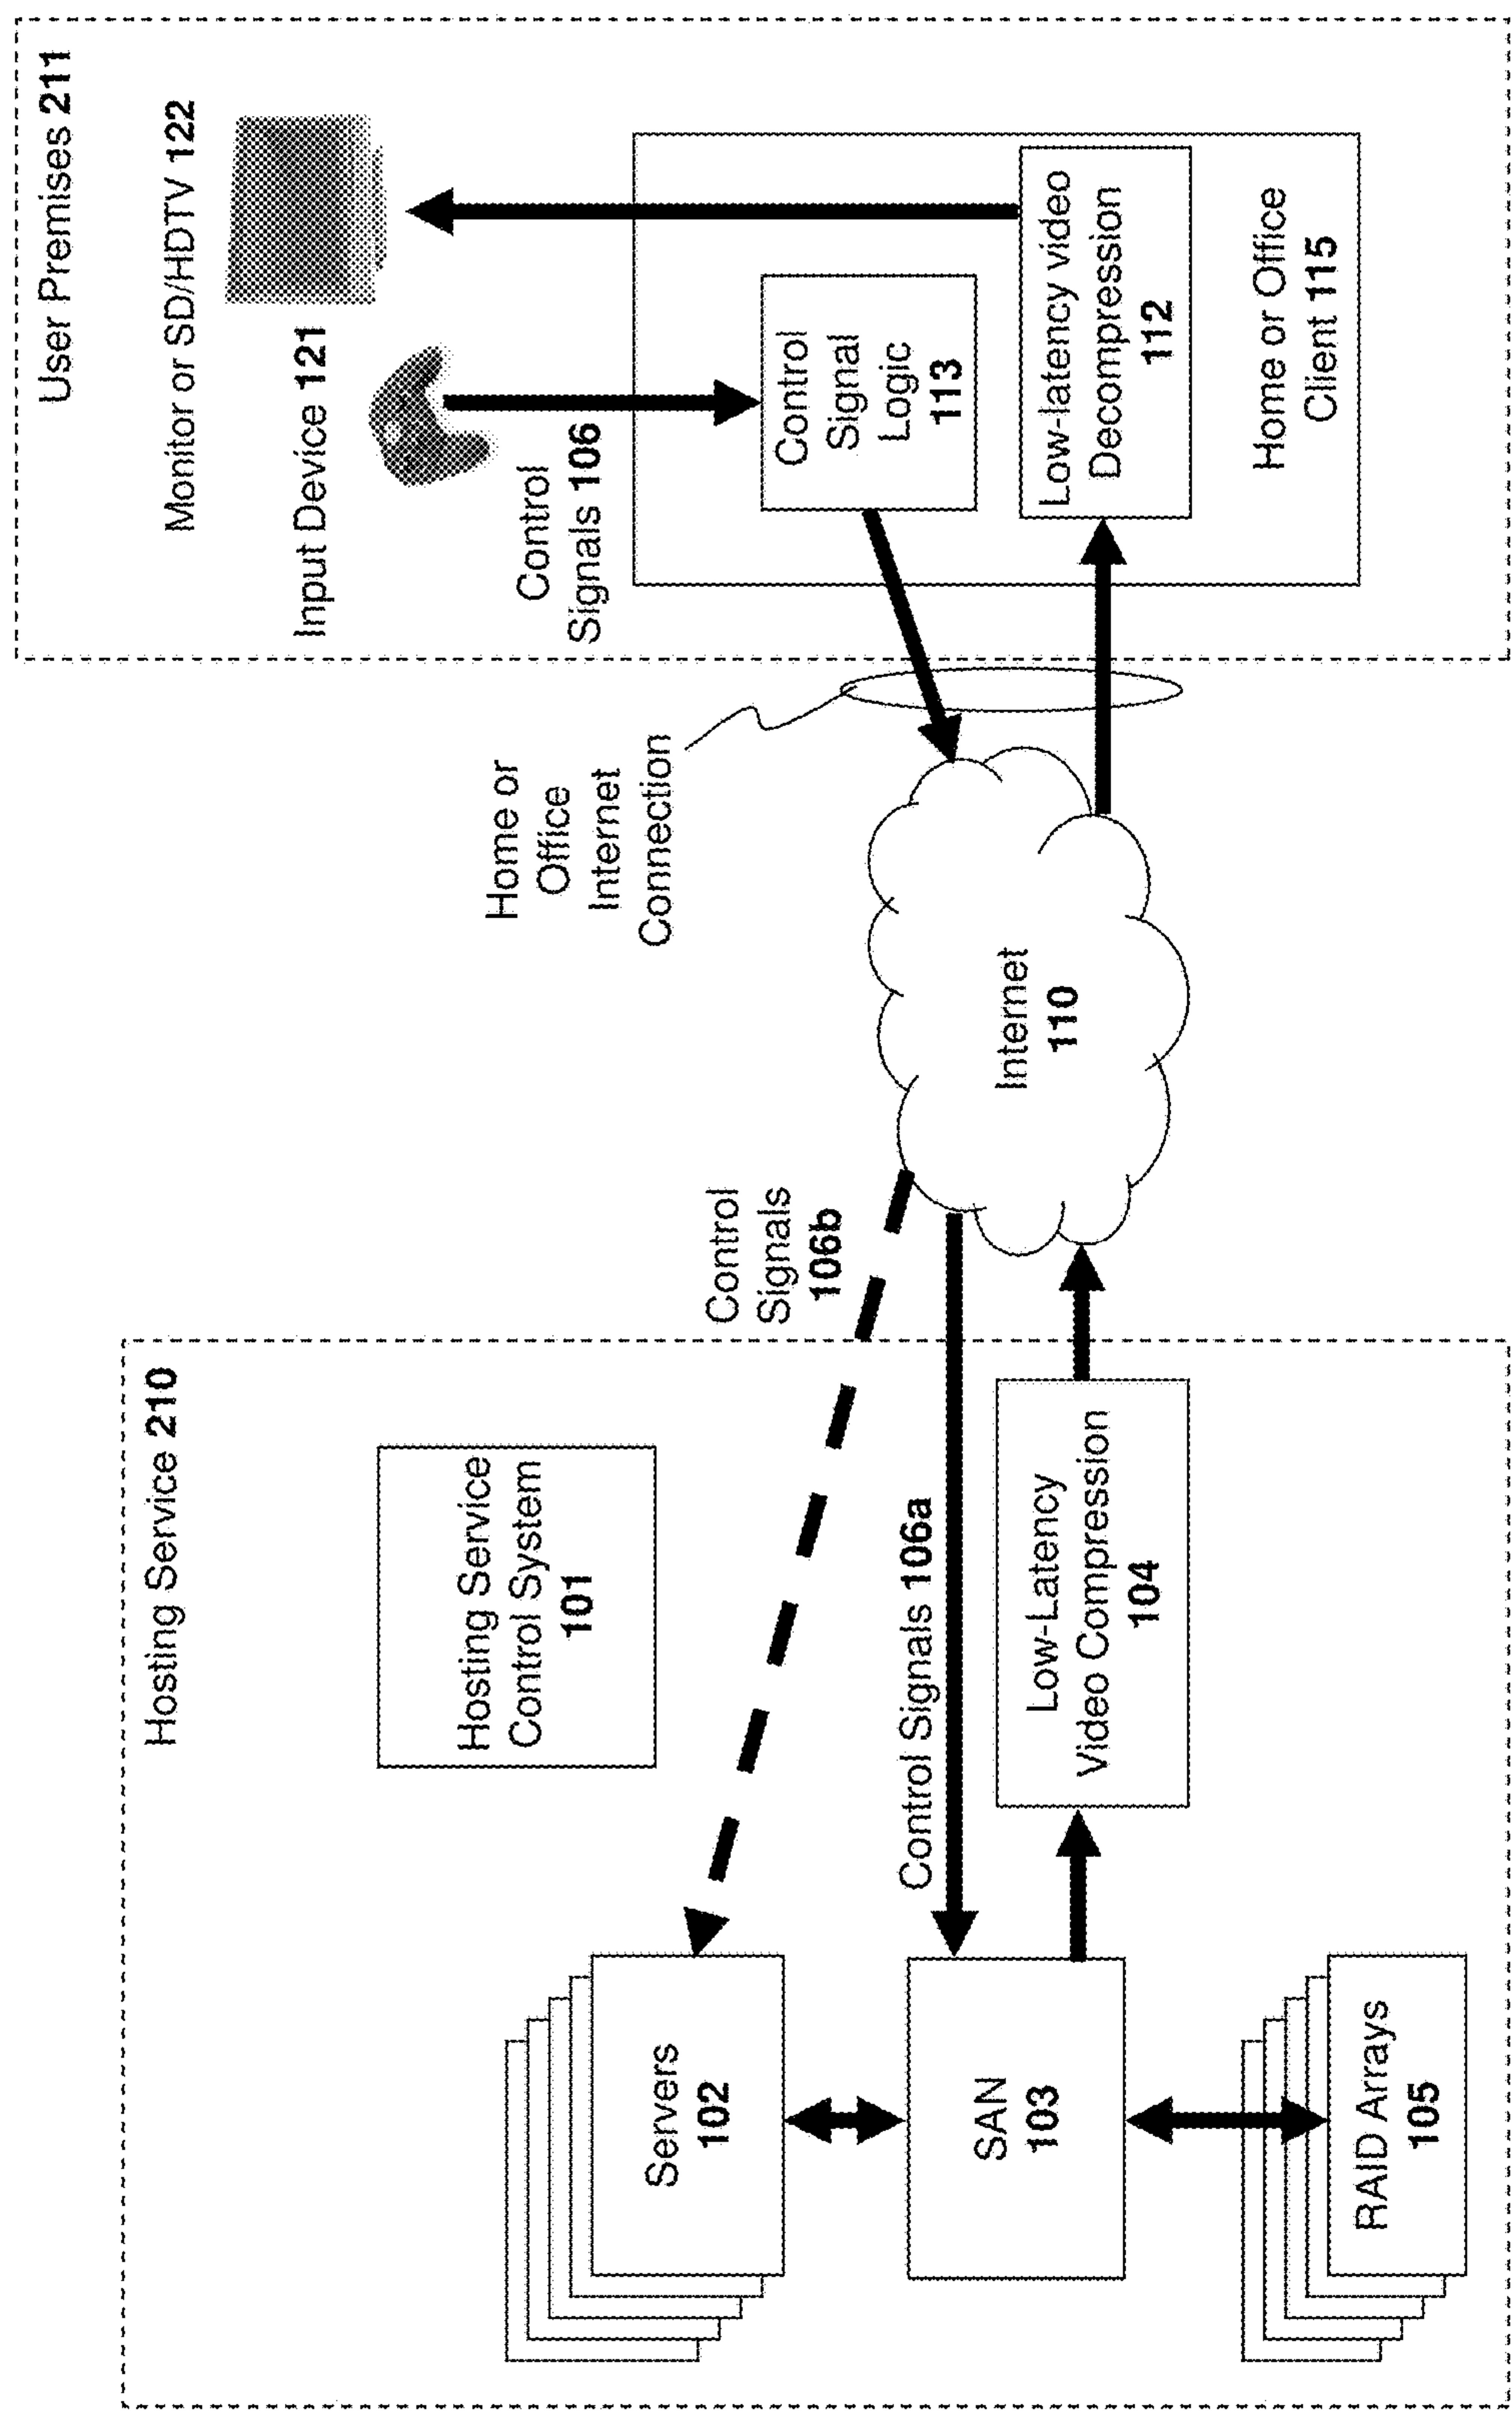 Hosting Service 210
Hosting Service
Control System
101
Servers
102
SAN
103
RAID Arrays
105
Control Signals 106a
Low-Latency
Video Compression
104
Control
Signals
106b
Internet
110
Home or
Office
Internet
Connection
User Premises 211
Monitor or SD/HDTV 122
Input Device 121
Control
Signals 106
Control
Signal
Logic
113
Low-latency video
Decompression
112
Home or Office
Client 115